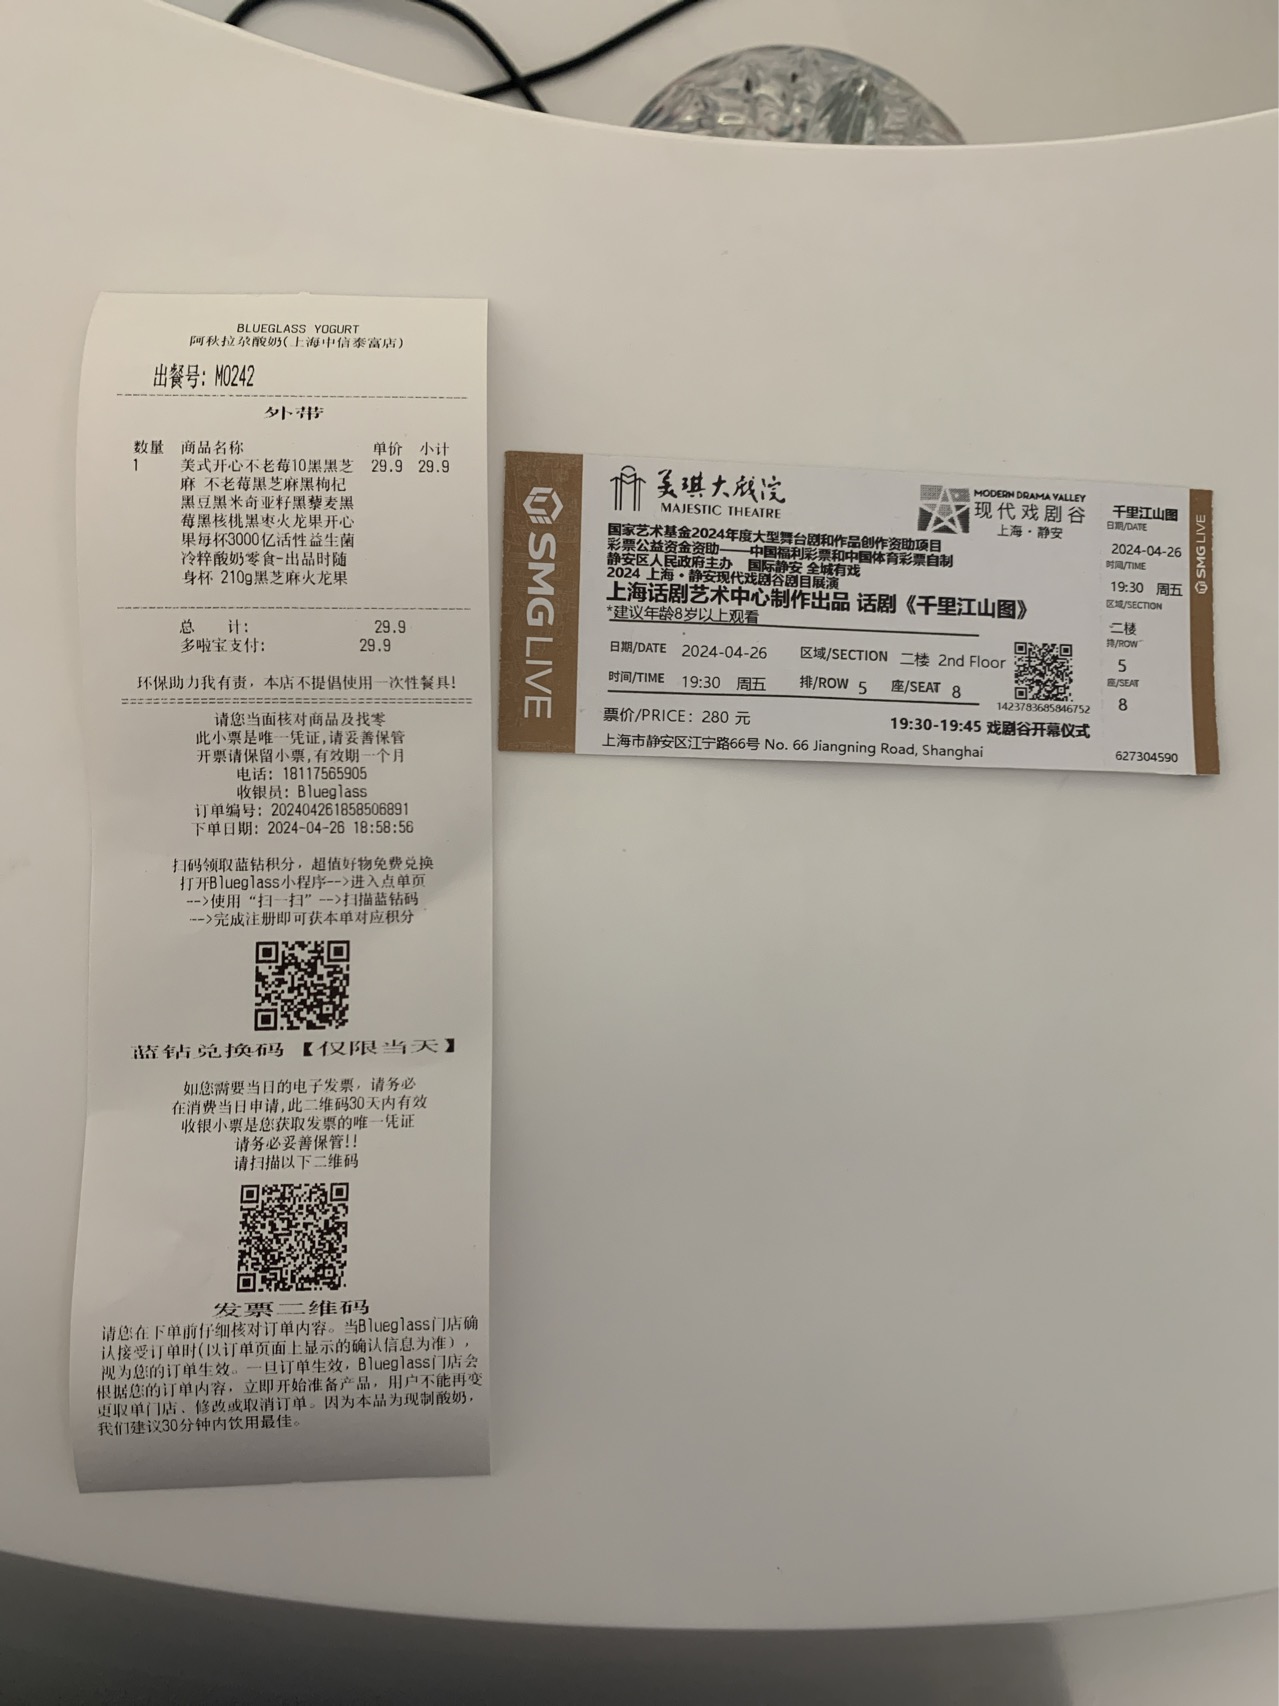 BLUEGLASS YOGURT
阿秋拉尕酸奶(上海中信泰富店)
出餐号: M0242
外带
数量 商品名称 单价 小计
1 美式开心不老莓10黑黑芝 29.9 29.9
麻 不老莓黑芝麻黑枸杞
黑豆黑米奇亚籽黑藜麦黑
莓黑核桃黑枣火龙果开心
果每杯3000亿活性益生菌
冷粹酸奶零食-出品时随
身杯 210g黑芝麻火龙果
总 计: 29.9
多啦宝支付: 29.9
环保助力我有责, 本店不提倡使用一次性餐具!
请您当面核对商品及找零
此小票是唯一凭证,请妥善保管
开票请保留小票,有效期一个月
电话: 18117565905
收银员: Blueglass
订单编号: 202404261858506891
下单日期: 2024-04-26 18:58:56
扫码领取蓝钻积分, 超值好物免费兑换
打开Blueglass小程序-->进入点单页
-->使用“扫一扫”-->扫描蓝钻码
-->完成注册即可获本单对应积分
蓝钻兑换码【仅限当天】
如您需要当日的电子发票, 请务必
在消费当日申请,此二维码30天内有效
收银小票是您获取发票的唯一凭证
请务必妥善保管!!
请扫描以下二维码
发票二维码
请您在下单前仔细核对订单内容。当Blueglass门店确
认接受订单时(以订单页面上显示的确认信息为准),
视为您的订单生效。一旦订单生效, Blueglass门店会
根据您的订单内容, 立即开始准备产品, 用户不能再变
更取单门店、修改或取消订单。因为本品为现制酸奶,
我们建议30分钟内饮用最佳。
SMG LIVE
美琪大戏院
MAJESTIC THEATRE
MODERN DRAMA VALLEY
现代戏剧谷
上海·静安
国家艺术基金2024年度大型舞台剧和作品创作资助项目
彩票公益资金资助——中国福利彩票和中国体育彩票自制
静安区人民政府主办 国际静安 全城有戏
2024 上海·静安现代戏剧谷剧目展演
上海话剧艺术中心制作出品 话剧《千里江山图》
*建议年龄8岁以上观看
日期/DATE 2024-04-26 区域/SECTION 二楼 2nd Floor
时间/TIME 19:30 周五 排/ROW 5 座/SEAT 8
1423783685846752
票价/PRICE: 280 元
19:30-19:45 戏剧谷开幕仪式
上海市静安区江宁路66号 No. 66 Jiangning Road, Shanghai
千里江山图
日期/DATE
2024-04-26
时间/TIME
19:30 周五
区域/SECTION
二楼
排/ROW
5
座/SEAT
8
627304590
SMG LIVE